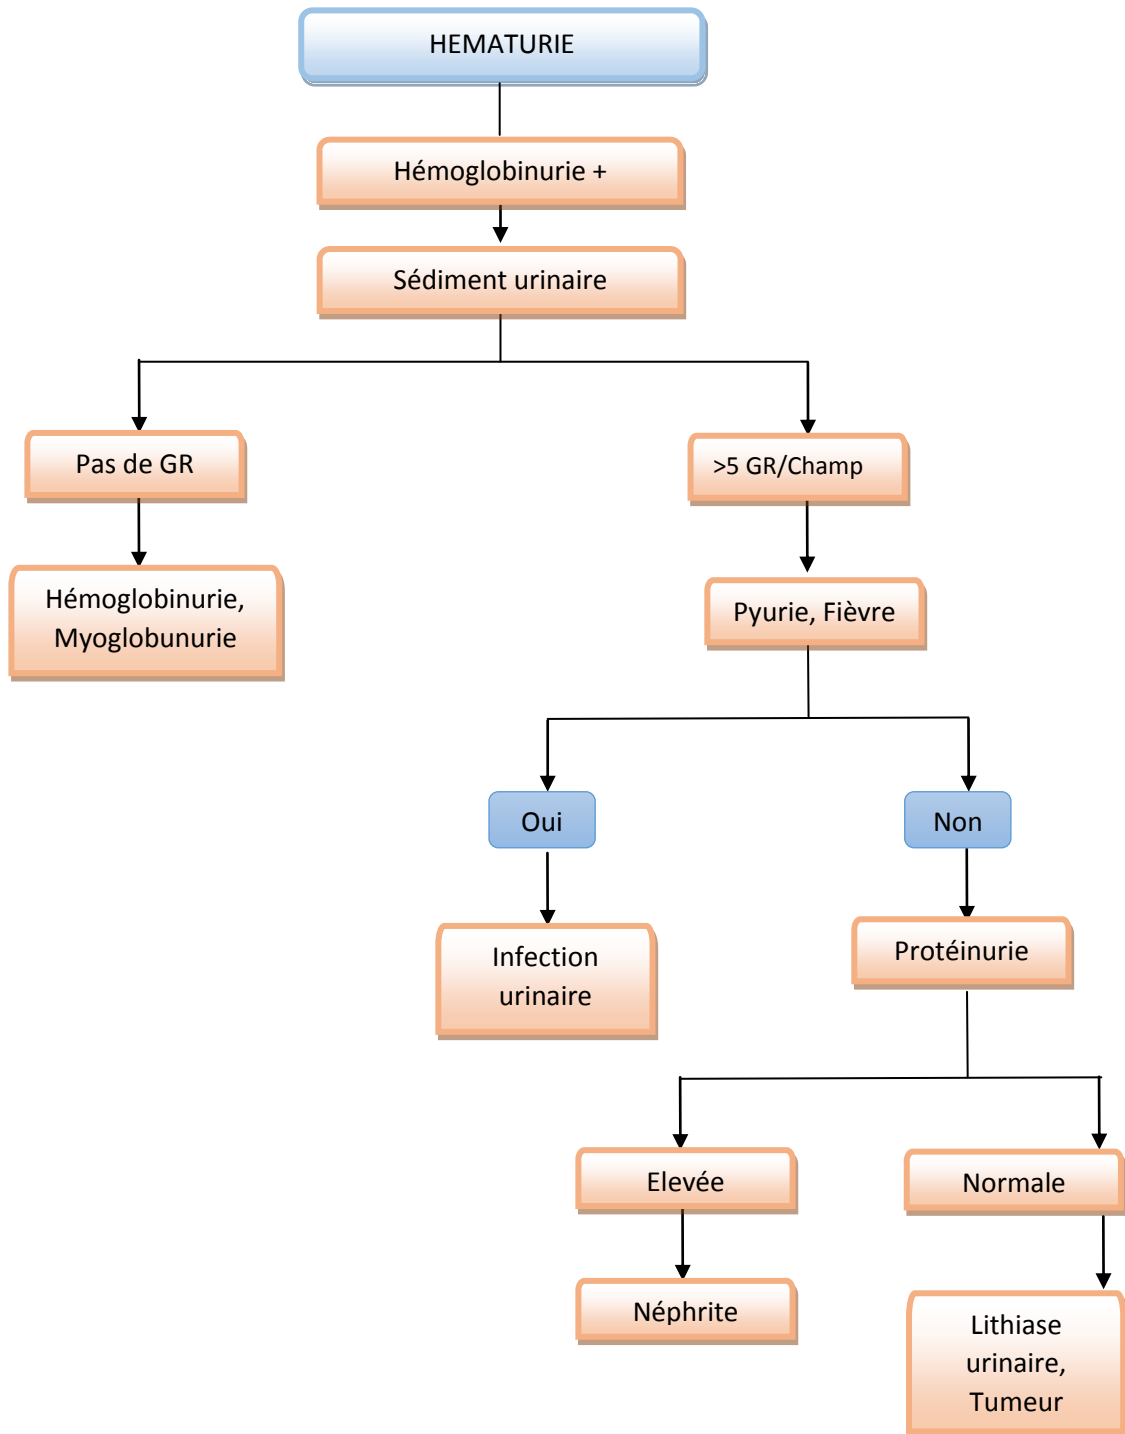 HEMATURIE
Hémoglobinurie +
Sédiment urinaire
Pas de GR
>5 GR/Champ
Hémoglobinurie,
Myoglobunurie
Pyurie, Fièvre
Oui
Non
Infection
urinaire
Protéinurie
Elevée
Normale
Néphrite
Lithiase
urinaire,
Tumeur